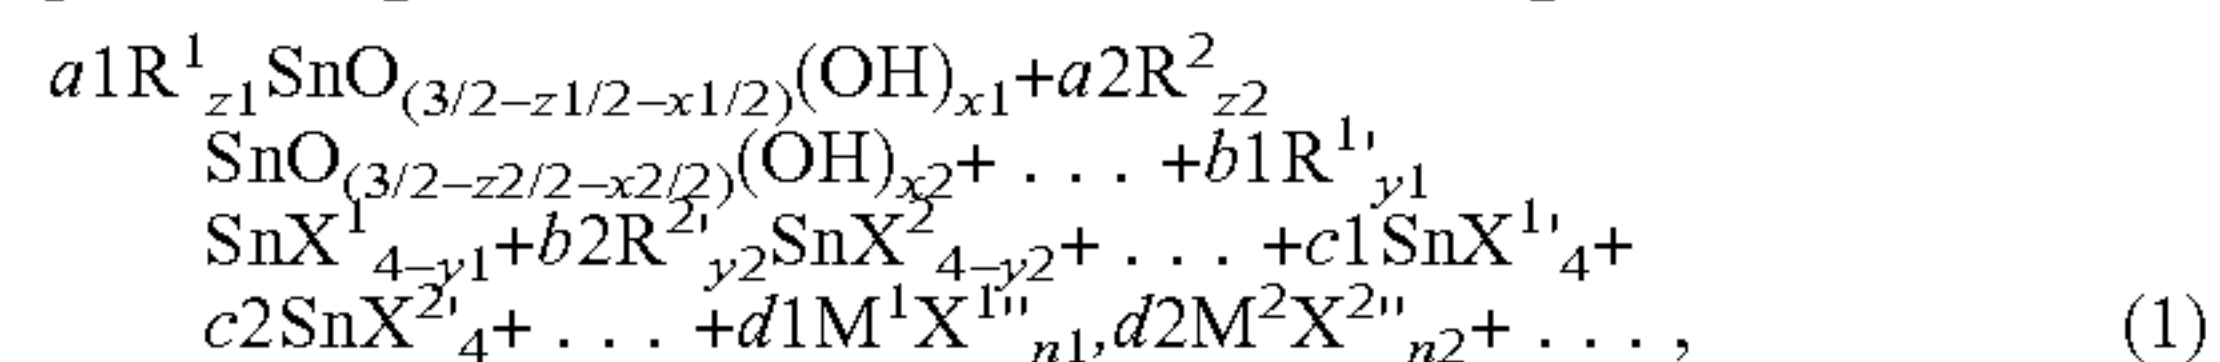 a1R¹z1SnO(3/2−z1/2−x1/2)(OH)x1+a2R²z2
SnO(3/2−z2/2−x2/2)(OH)x2+ . . . +b1R¹'y1
SnX¹4−y1+b2R²'y2SnX²4−y2+ . . . +c1SnX¹'4+
c2SnX²'4+ . . . +d1M¹X¹"n1,d2M²X²"n2+ . . . , (1)